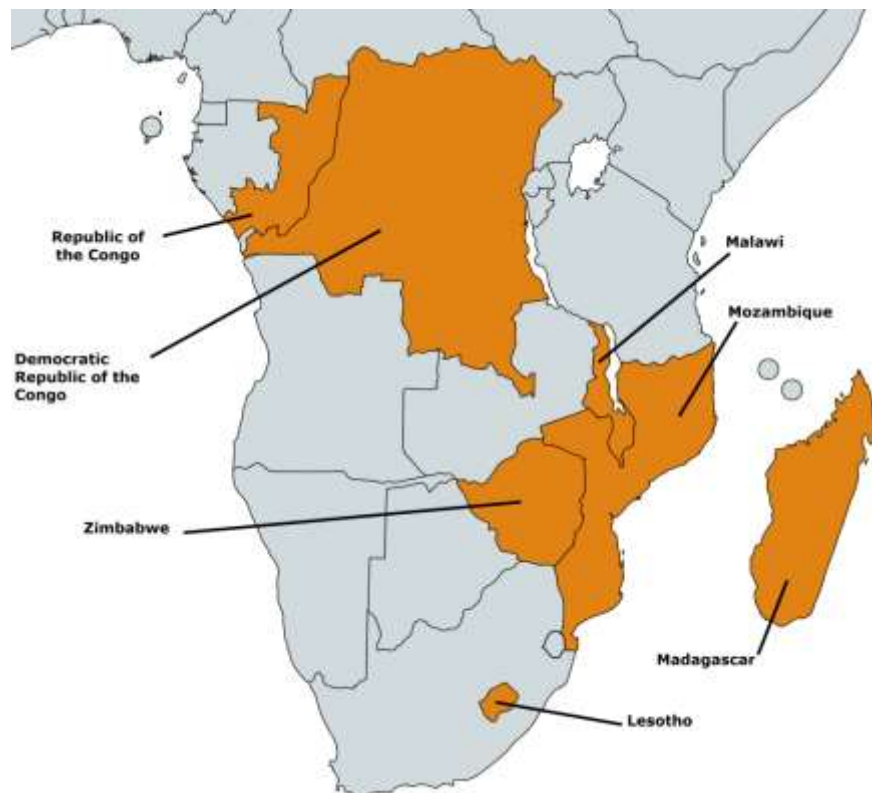 Republic of
the Congo
Malawi
Mozambique
Democratic
Republic of the
Congo
Zimbabwe
Madagascar
Lesotho